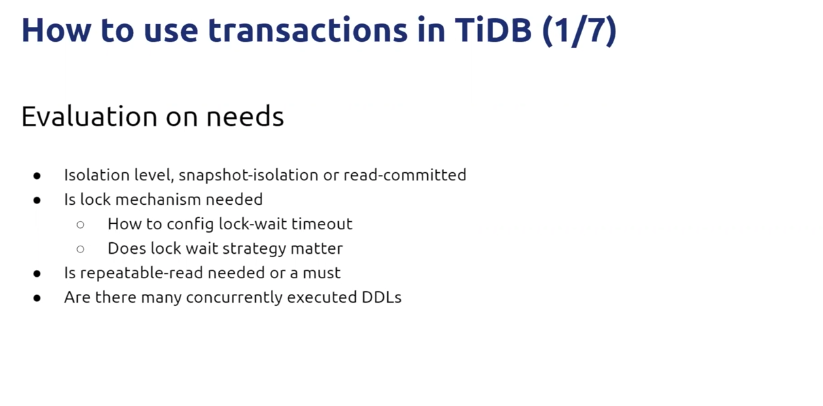 How to use transactions in TiDB (1/7)
Evaluation on needs
● Isolation level, snapshot-isolation or read-committed
● Is lock mechanism needed
○ How to config lock-wait timeout
○ Does lock wait strategy matter
● Is repeatable-read needed or a must
● Are there many concurrently executed DDLs